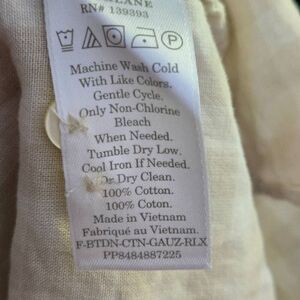 LANE
RN# 139393
P
Machine Wash Cold
With Like Colors.
Gentle Cycle.
Only Non-Chlorine
Bleach
When Needed.
Tumble Dry Low.
Cool Iron If Needed.
Or Dry Clean.
100% Cotton.
100% Coton.
Made in Vietnam
Fabriqué au Vietnam.
F-BTDN-CTN-GAUZ-RLX
PP8484887225